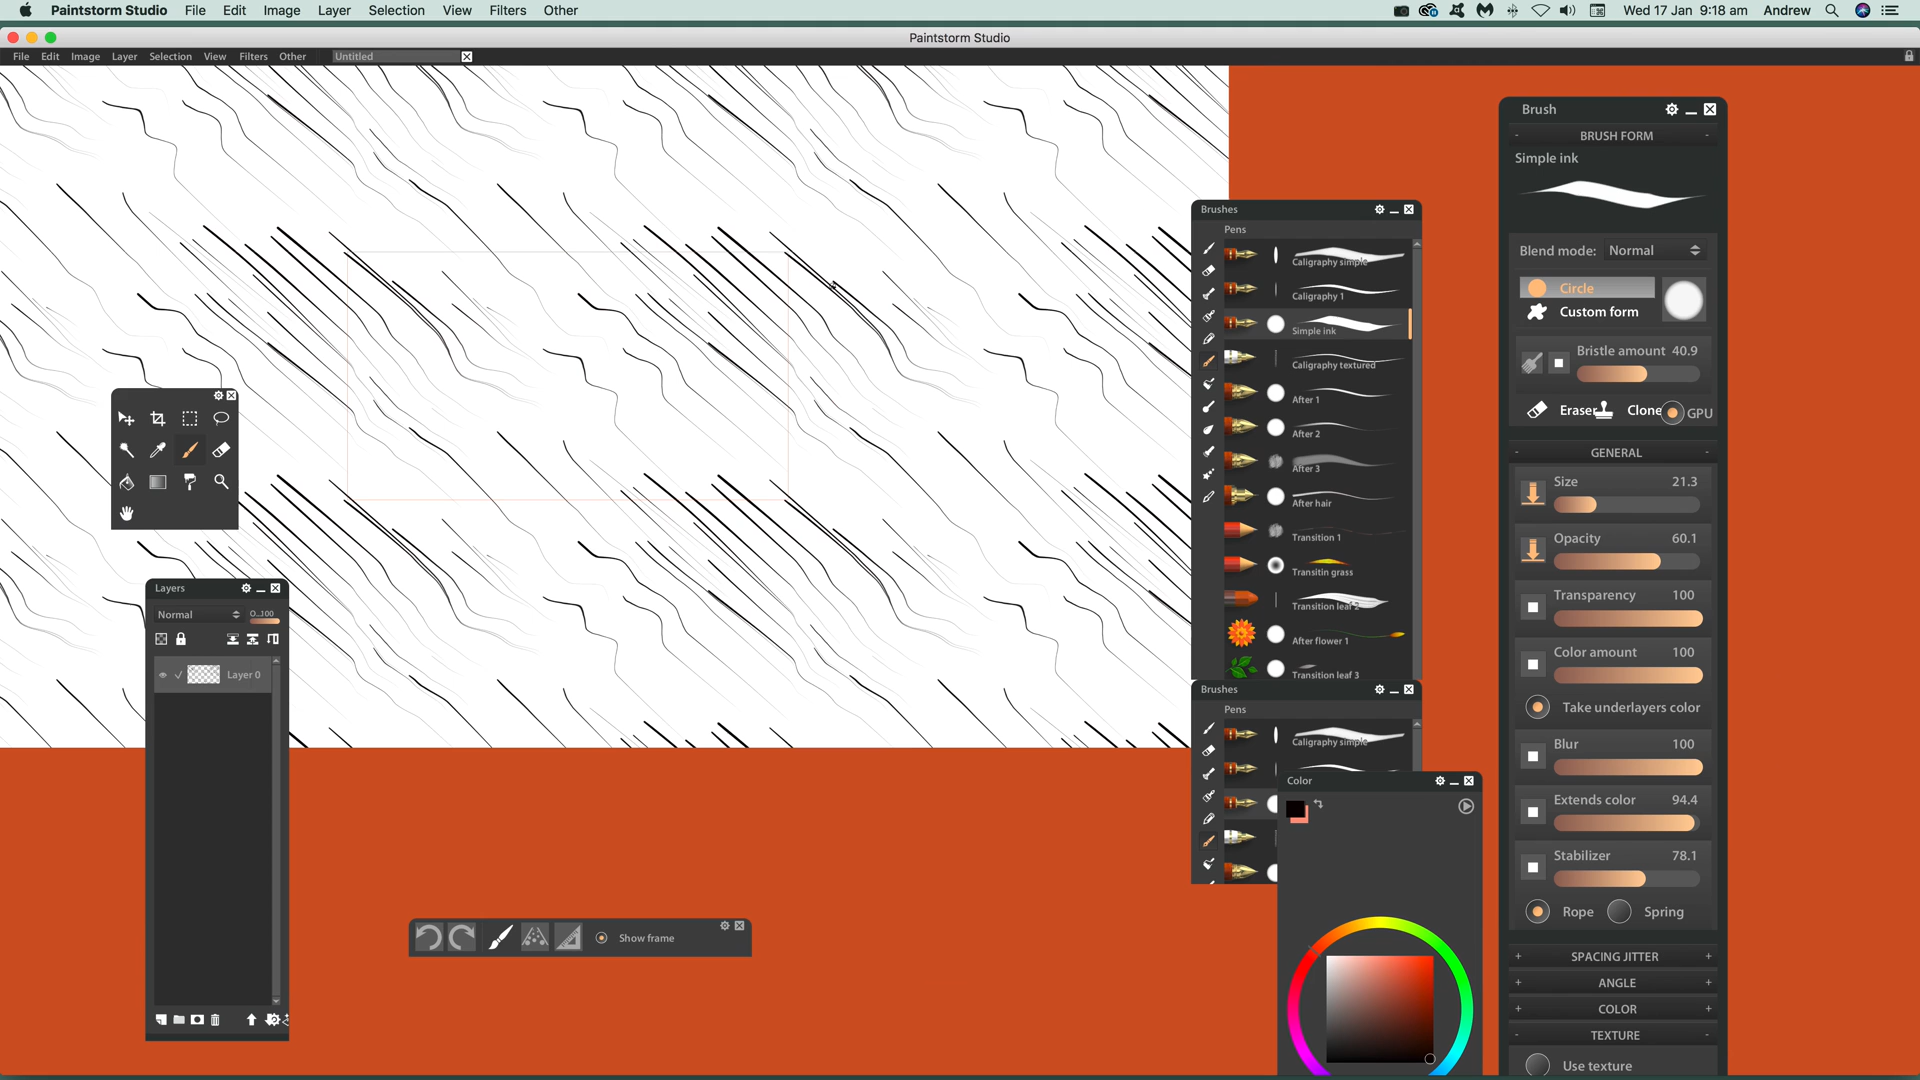 Paintstorm Studio File Edit Image Layer Selection View Filters Other Wed 17 Jan 9:18 am Andrew
Paintstorm Studio
File Edit Image Layer Selection View Filters Other Untitled
Brush
BRUSH FORM
Simple ink
Blend mode: Normal
Circle
Custom form
Bristle amount 40.9
Eraser Clone GPU
GENERAL
Size 21.3
Opacity 60.1
Transparency 100
Color amount 100
Take underlayers color
Blur 100
Extends color 94.4
Stabilizer 78.1
Rope Spring
SPACING JITTER
ANGLE
COLOR
TEXTURE
Use texture
Brushes
Pens
Caligraphy simple
Caligraphy 1
Simple ink
Caligraphy textured
After 1
After 2
After 3
After hair
Transition 1
Transitin grass
Transition leaf 2
After flower 1
Transition leaf 3
Brushes
Pens
Caligraphy simple
Color
Layers
Normal 0..100
Layer 0
Show frame